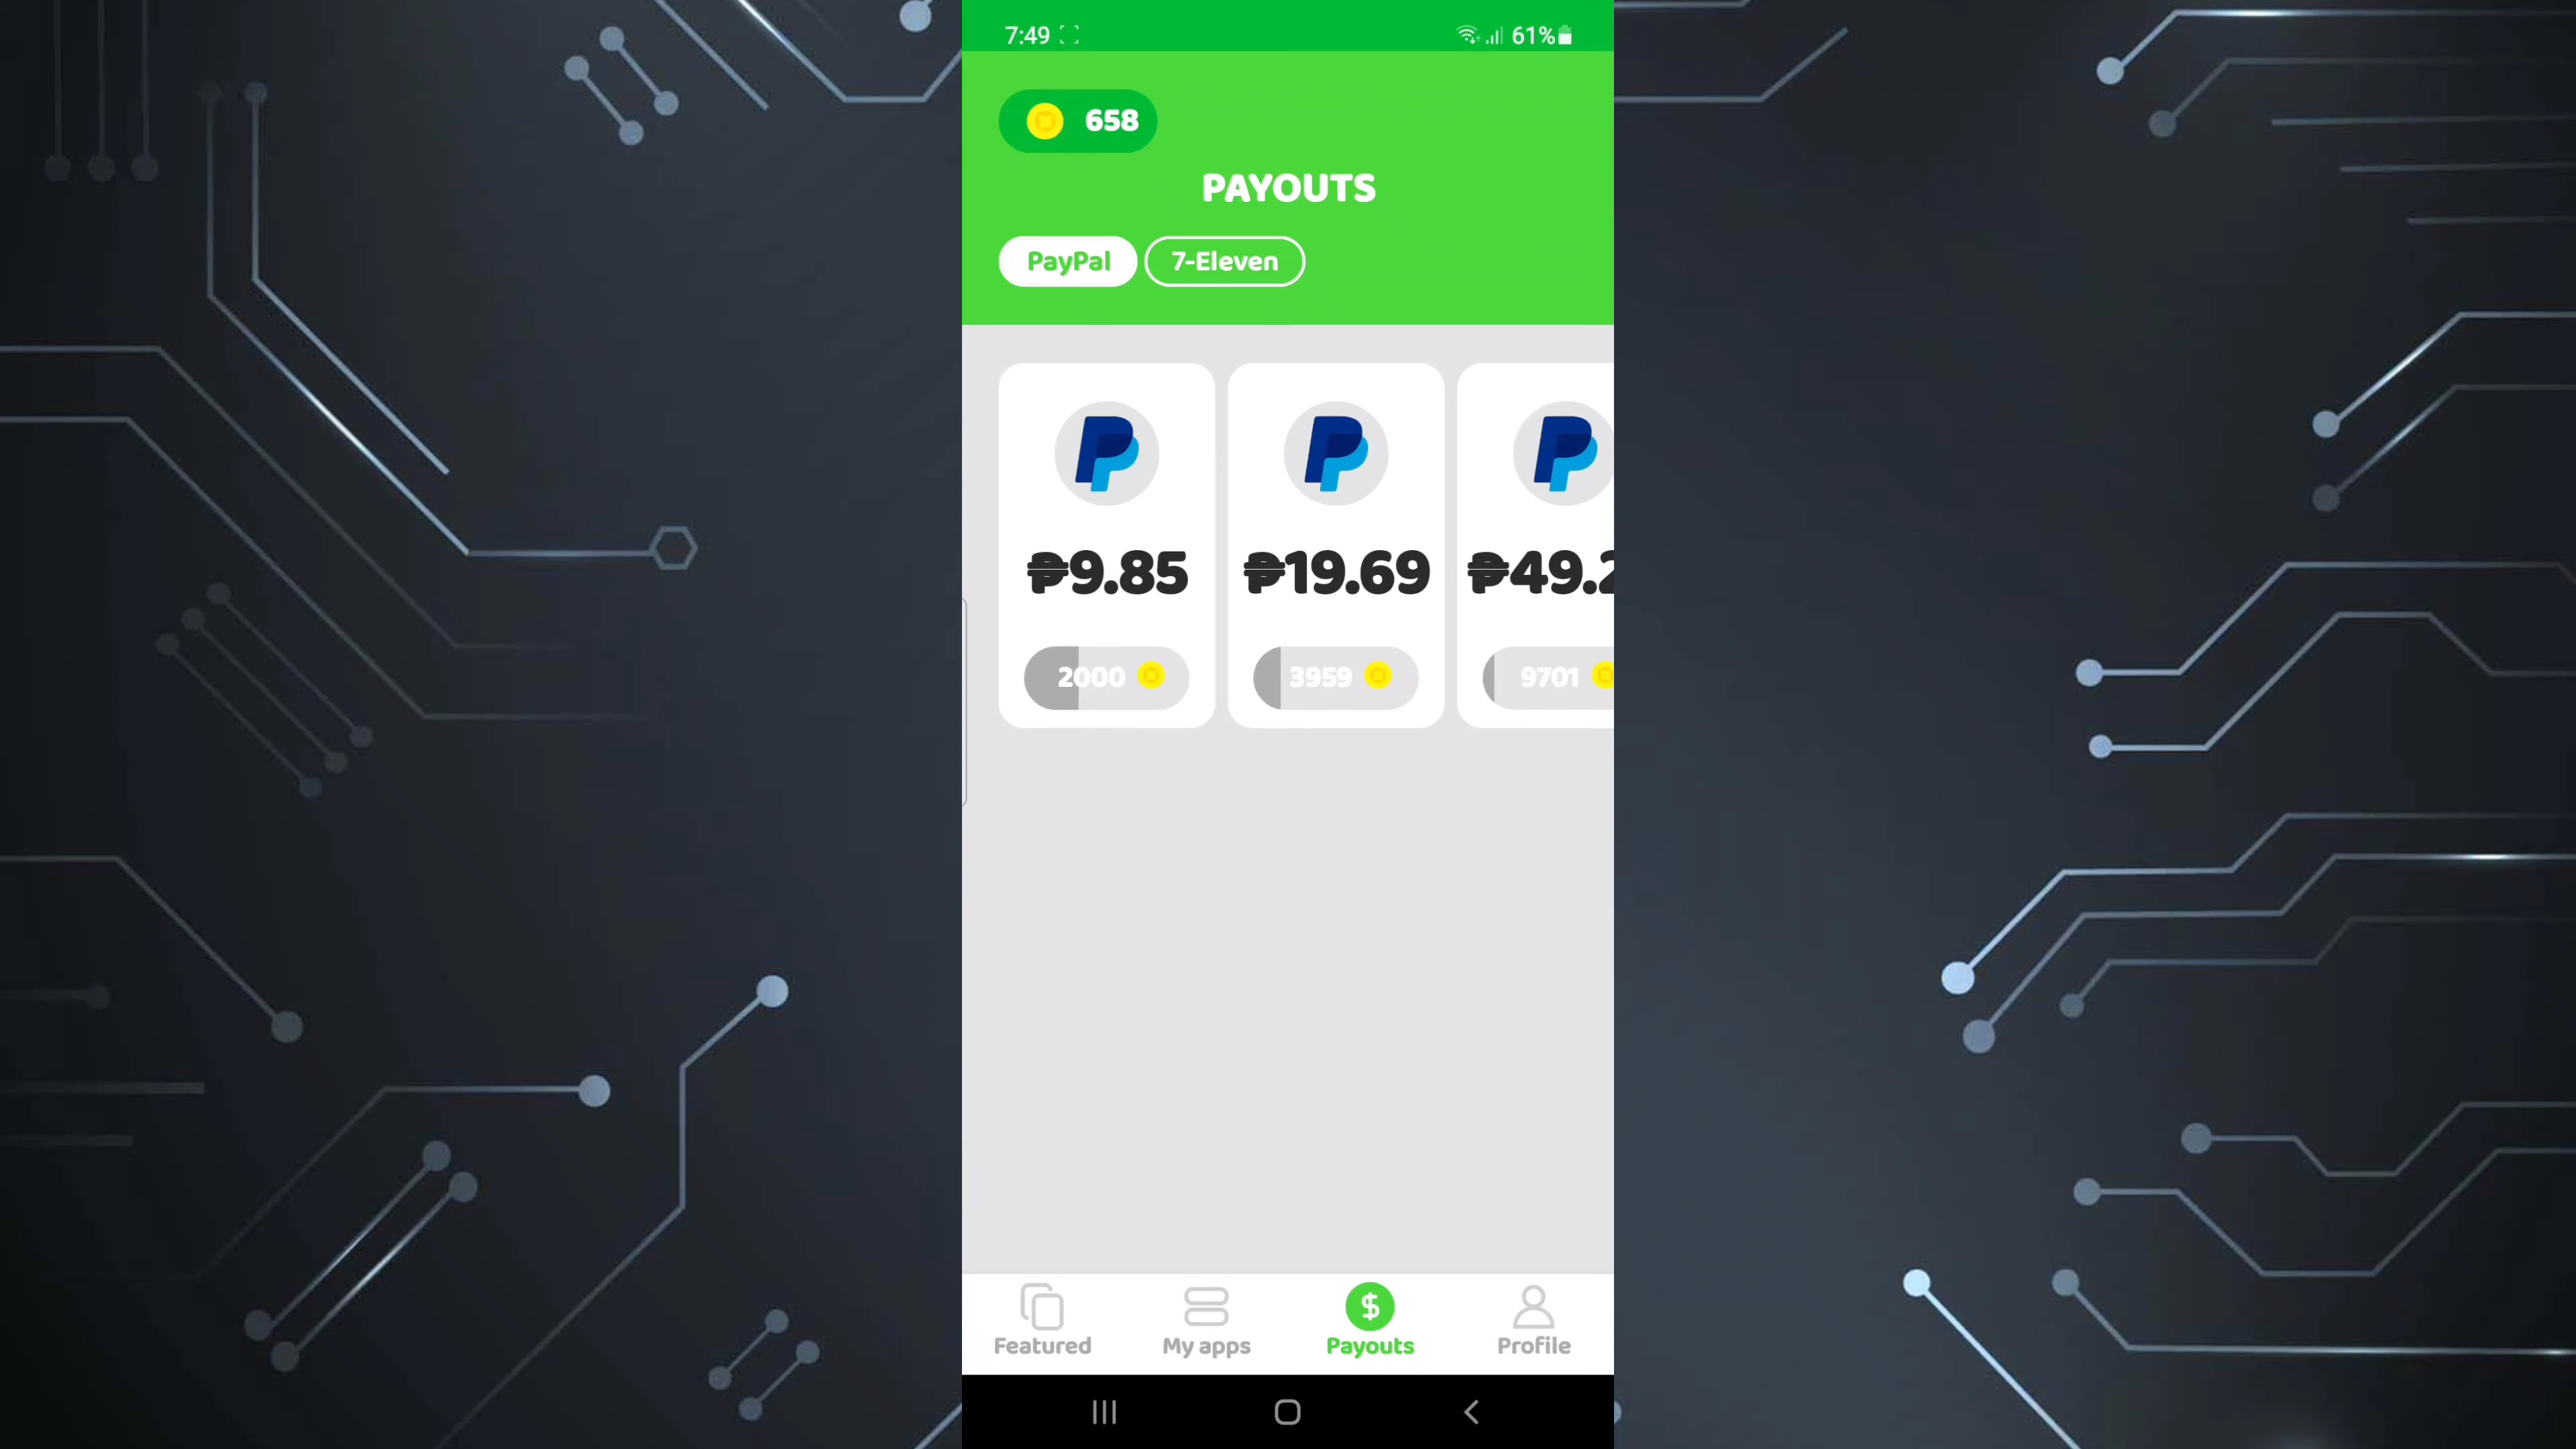 7:49
61%
658
PAYOUTS
PayPal
7-Eleven
₱9.85
₱19.69
₱49.2
2000
3959
9701
Featured
My apps
Payouts
Profile